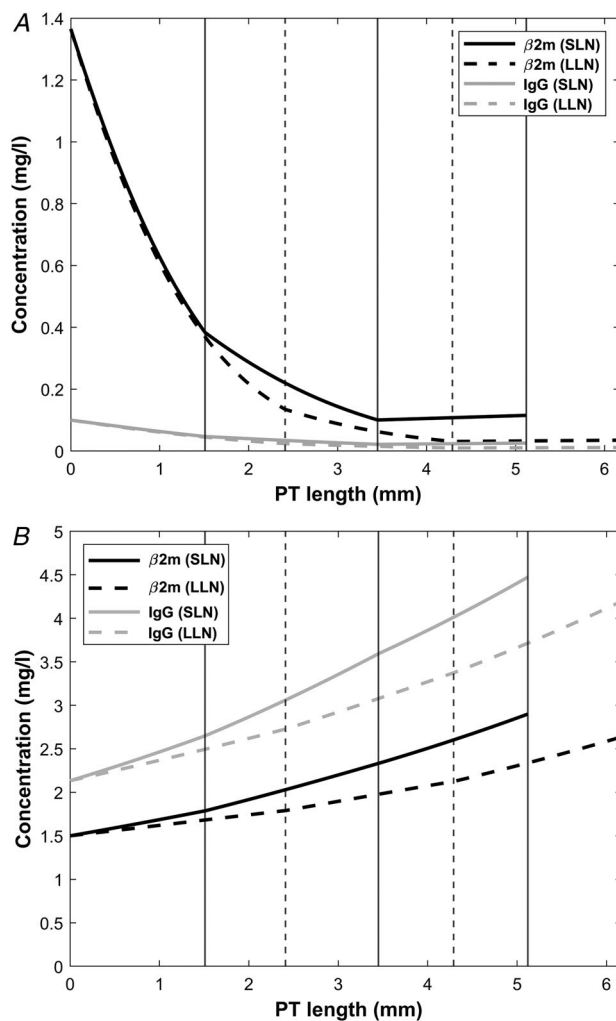 A
1.4
1.2
1
0.8
0.6
0.4
0.2
0
Concentration (mg/l)
β2m (SLN)
β2m (LLN)
IgG (SLN)
IgG (LLN)
0 1 2 3 4 5 6
PT length (mm)
B
5
4.5
4
3.5
3
2.5
2
1.5
1
0.5
0
Concentration (mg/l)
β2m (SLN)
β2m (LLN)
IgG (SLN)
IgG (LLN)
0 1 2 3 4 5 6
PT length (mm)